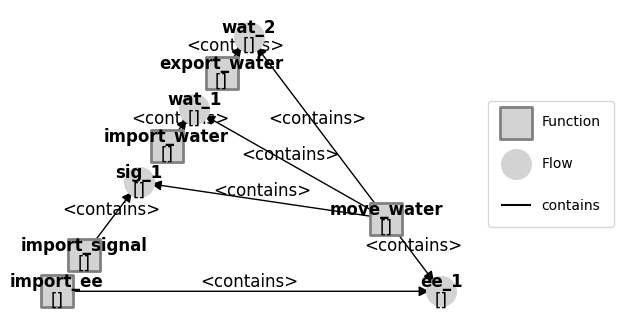 wat_2
<contains>
[]
export_water
[]
wat_1
<contains>
[]
<contains>
import_water
[]
<contains>
sig_1
[]
<contains>
<contains>
move_water
[]
import_signal
[]
<contains>
import_ee
[]
<contains>
ee_1
[]
Function
Flow
contains